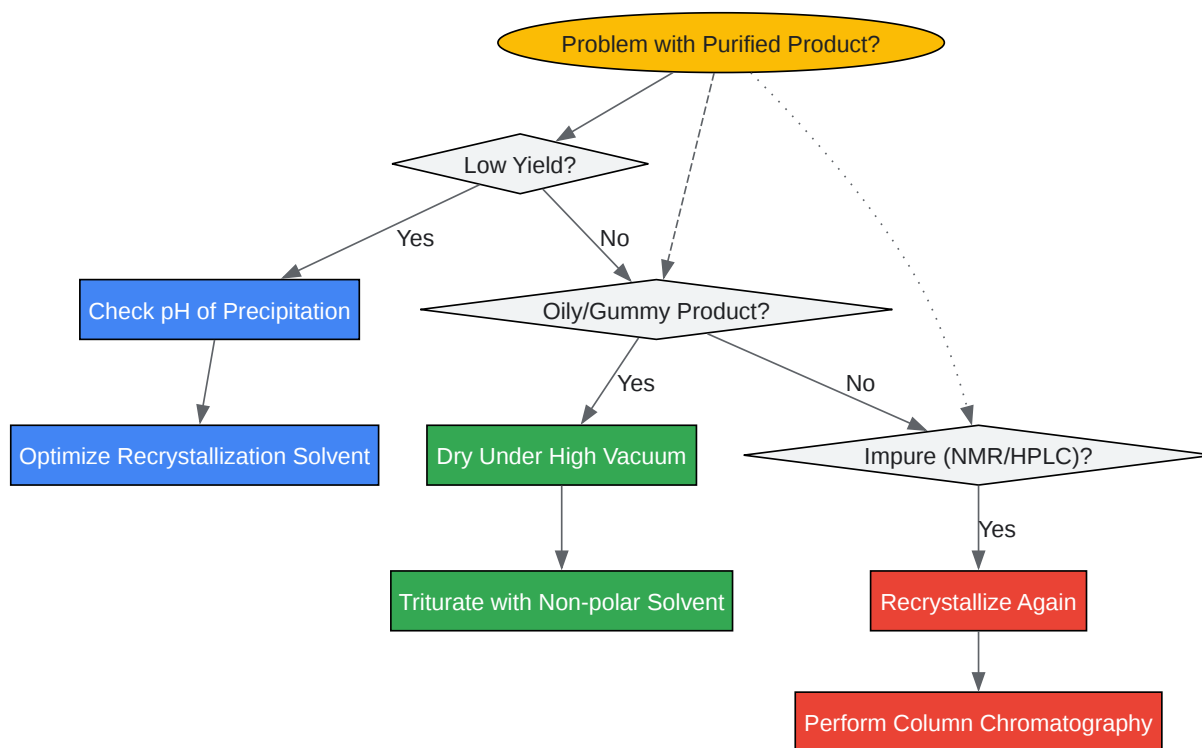 Problem with Purified Product?
Low Yield?
Yes
No
Check pH of Precipitation
Oily/Gummy Product?
Yes
No
Optimize Recrystallization Solvent
Dry Under High Vacuum
Impure (NMR/HPLC)?
Yes
Triturate with Non-polar Solvent
Recrystallize Again
Perform Column Chromatography